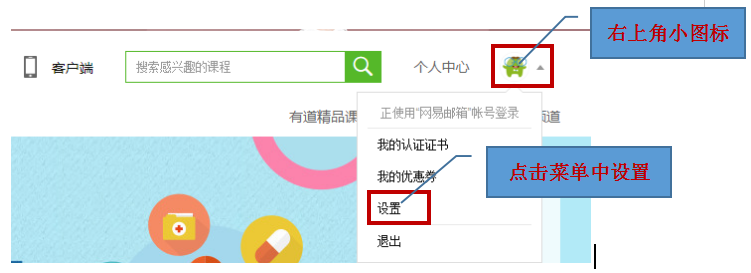 右上角小图标
客户端
搜索感兴趣的课程
个人中心
有道精品课
频道
正使用"网易邮箱"帐号登录
我的认证证书
我的优惠券
点击菜单中设置
设置
退出